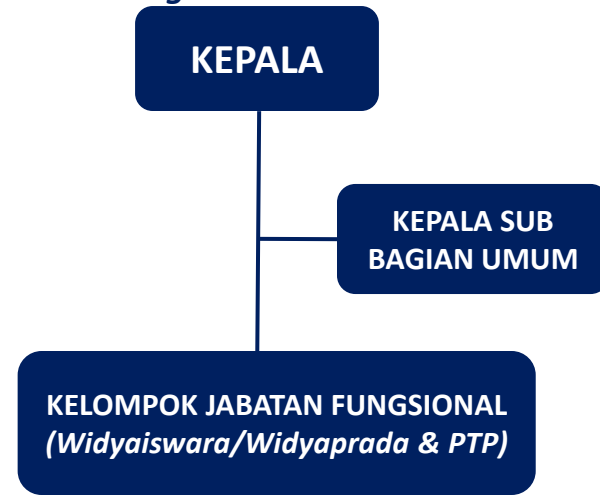 KEPALA
KEPALA SUB
BAGIAN UMUM
KELOMPOK JABATAN FUNGSIONAL
(Widyaiswara/Widyaprada & PTP)